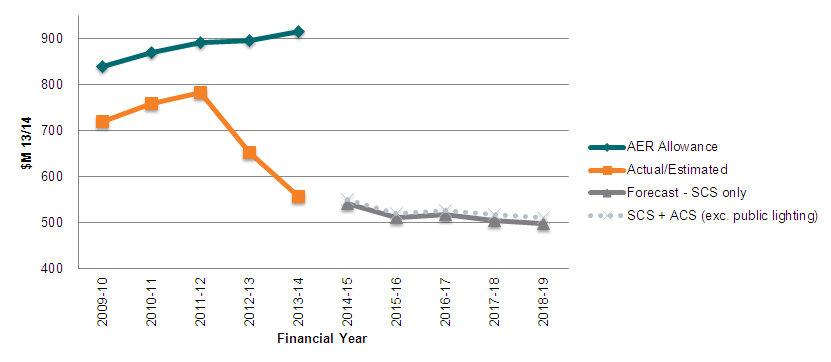 900
800
700
600
500
400
$M 13/14
2009-10
2010-11
2011-12
2012-13
2013-14
2014-15
2015-16
2016-17
2017-18
2018-19
Financial Year
AER Allowance
Actual/Estimated
Forecast - SCS only
SCS + ACS (exc. public lighting)